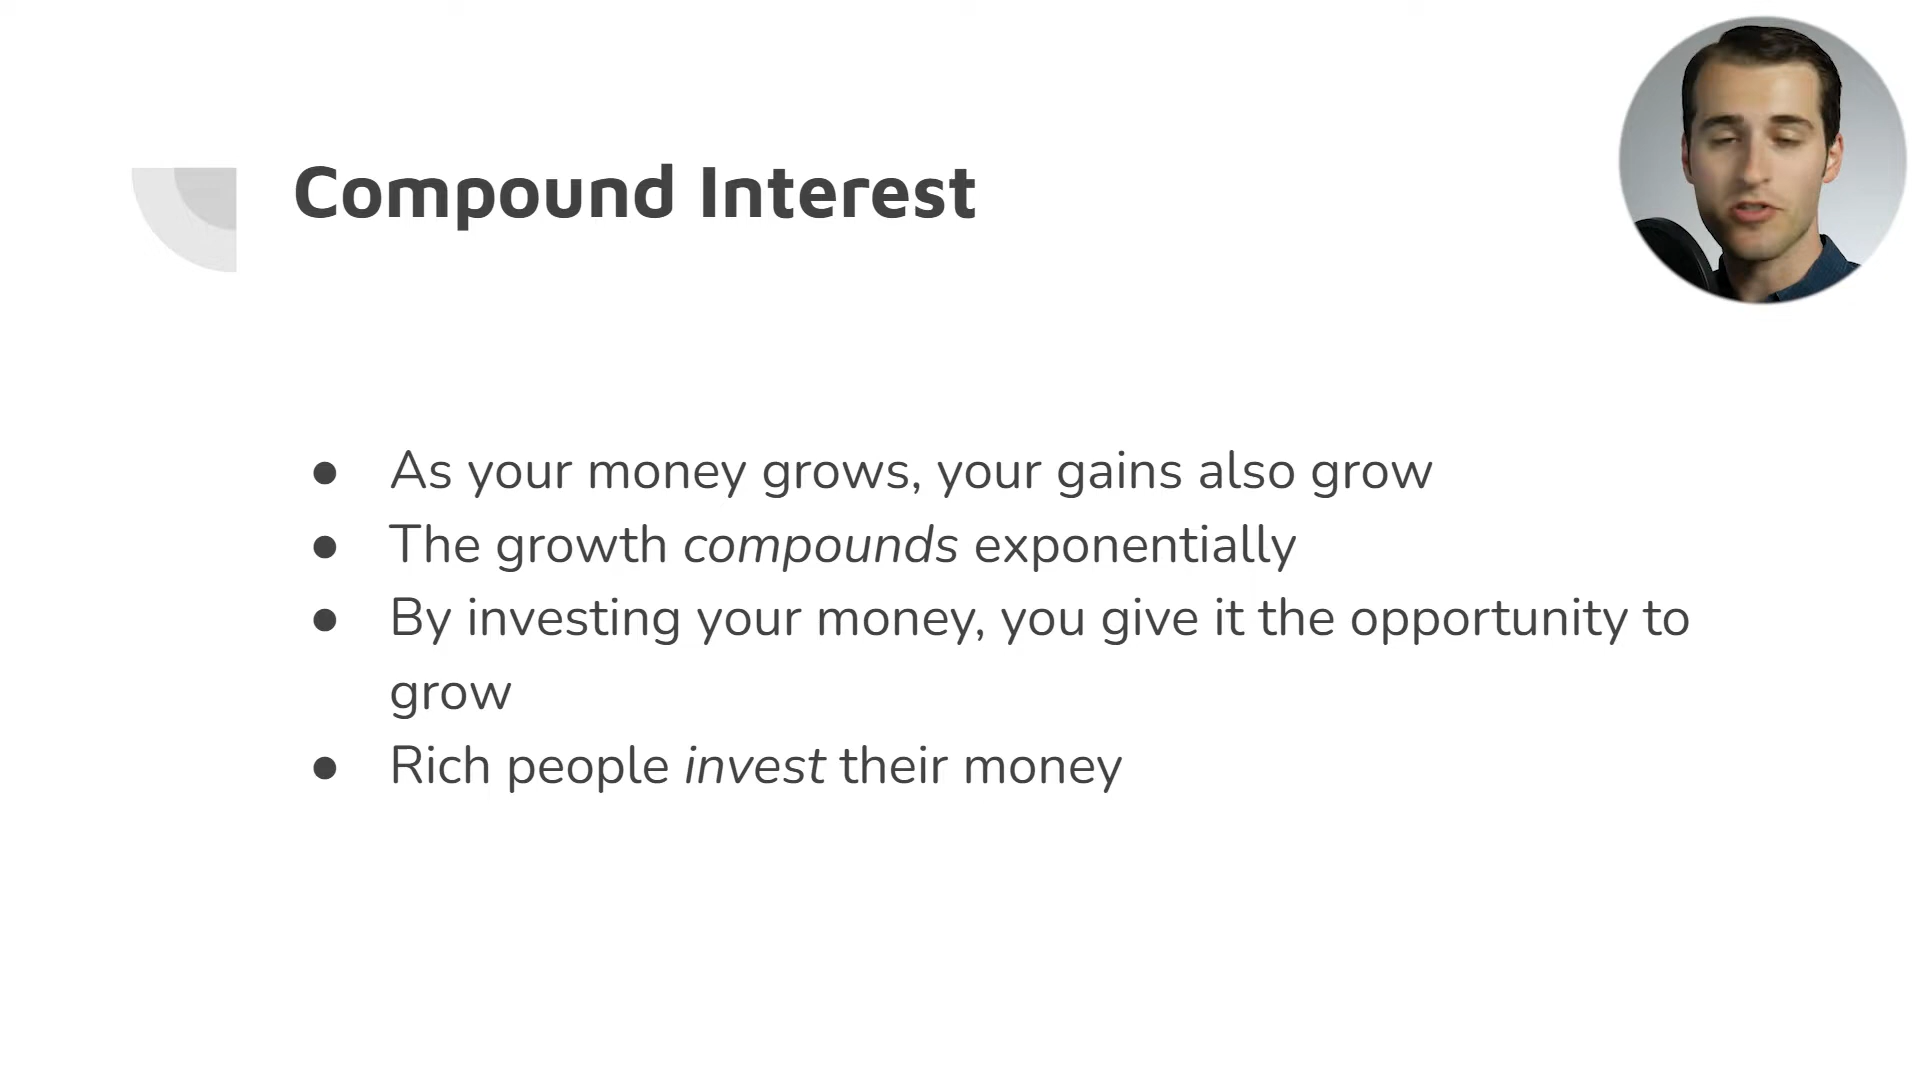 Compound Interest
● As your money grows, your gains also grow
● The growth compounds exponentially
● By investing your money, you give it the opportunity to
grow
● Rich people invest their money